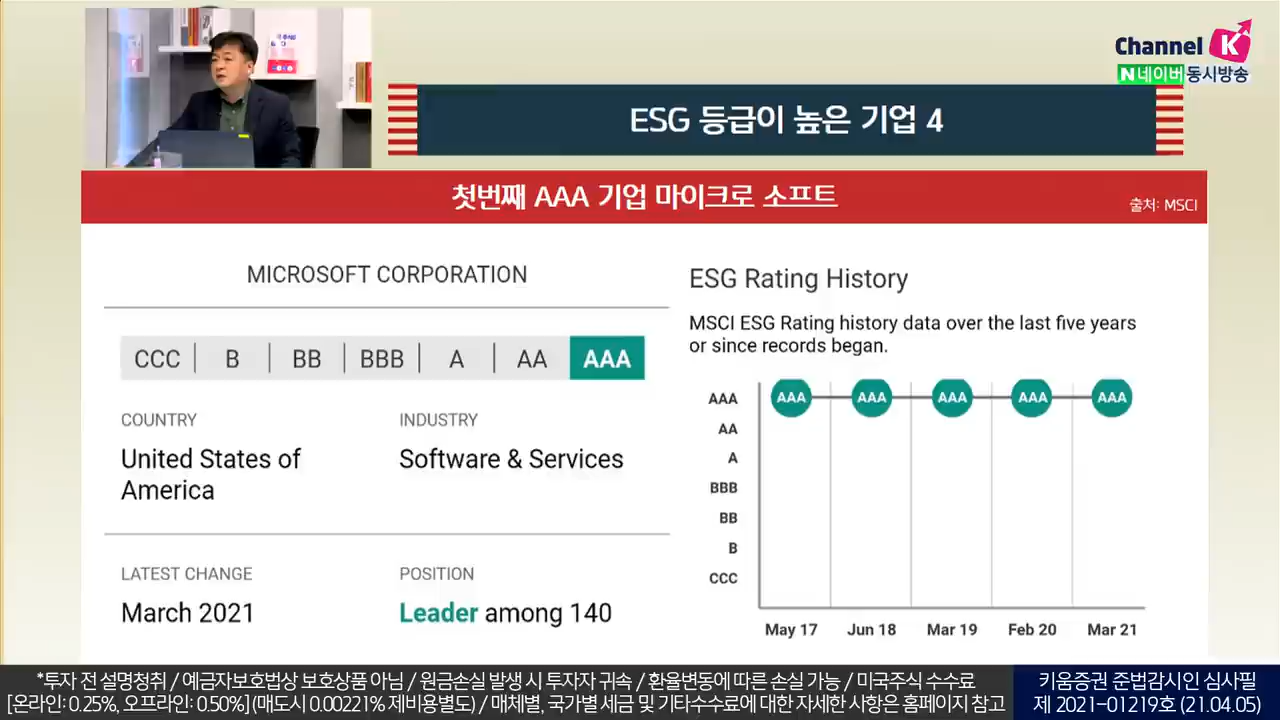 Channel K
N 네이버 동시방송
ESG 등급이 높은 기업 4
첫번째 AAA 기업 마이크로 소프트
출처: MSCI
MICROSOFT CORPORATION
CCC B BB BBB A AA AAA
COUNTRY INDUSTRY
United States of America Software & Services
LATEST CHANGE POSITION
March 2021 Leader among 140
ESG Rating History
MSCI ESG Rating history data over the last five years
or since records began.
AAA AAA AAA AAA AAA AAA
AA
A
BBB
BB
B
CCC
May 17 Jun 18 Mar 19 Feb 20 Mar 21
*투자 전 설명청취 / 예금자보호법상 보호상품 아님 / 원금손실 발생 시 투자자 귀속 / 환율변동에 따른 손실 가능 / 미국주식 수수료
[온라인: 0.25%, 오프라인: 0.50%](매도시 0.00221% 제비용별도) / 매체별, 국가별 세금 및 기타수수료에 대한 자세한 사항은 홈페이지 참고
키움증권 준법감시인 심사필
제 2021-01219호 (21.04.05)